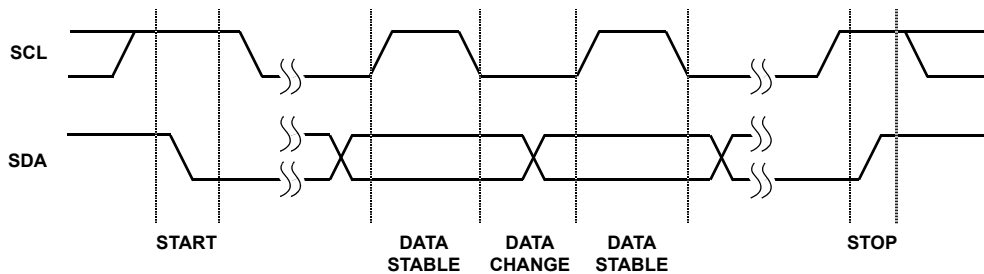 SCL
SDA
START
DATA
STABLE
DATA
CHANGE
DATA
STABLE
STOP